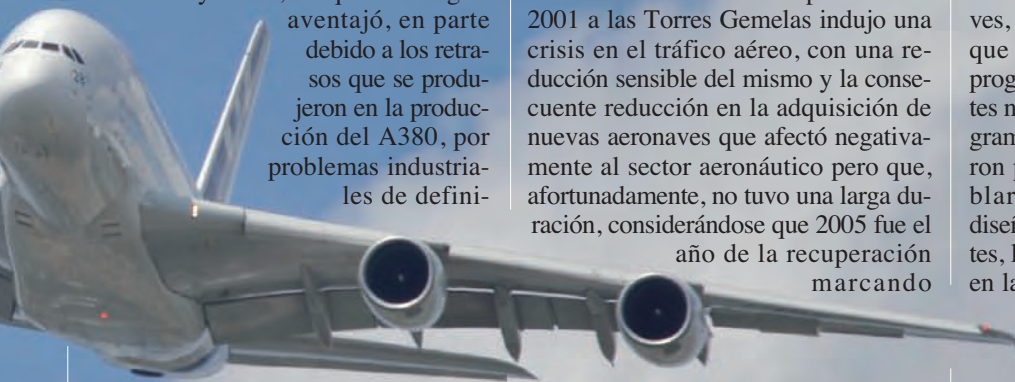 aventajó, en parte
debido a los retra-
sos que se produ-
jeron en la produc-
ción del A380, por
problemas industria-
les de defini-
2001 a las Torres Gemelas indujo una
crisis en el tráfico aéreo, con una re-
ducción sensible del mismo y la conse-
cuente reducción en la adquisición de
nuevas aeronaves que afectó negativa-
mente al sector aeronáutico pero que,
afortunadamente, no tuvo una larga du-
ración, considerándose que 2005 fue el
año de la recuperación
marcando
ves,
que
prog
tes n
gram
ron p
blar
diseñ
tes, l
en la